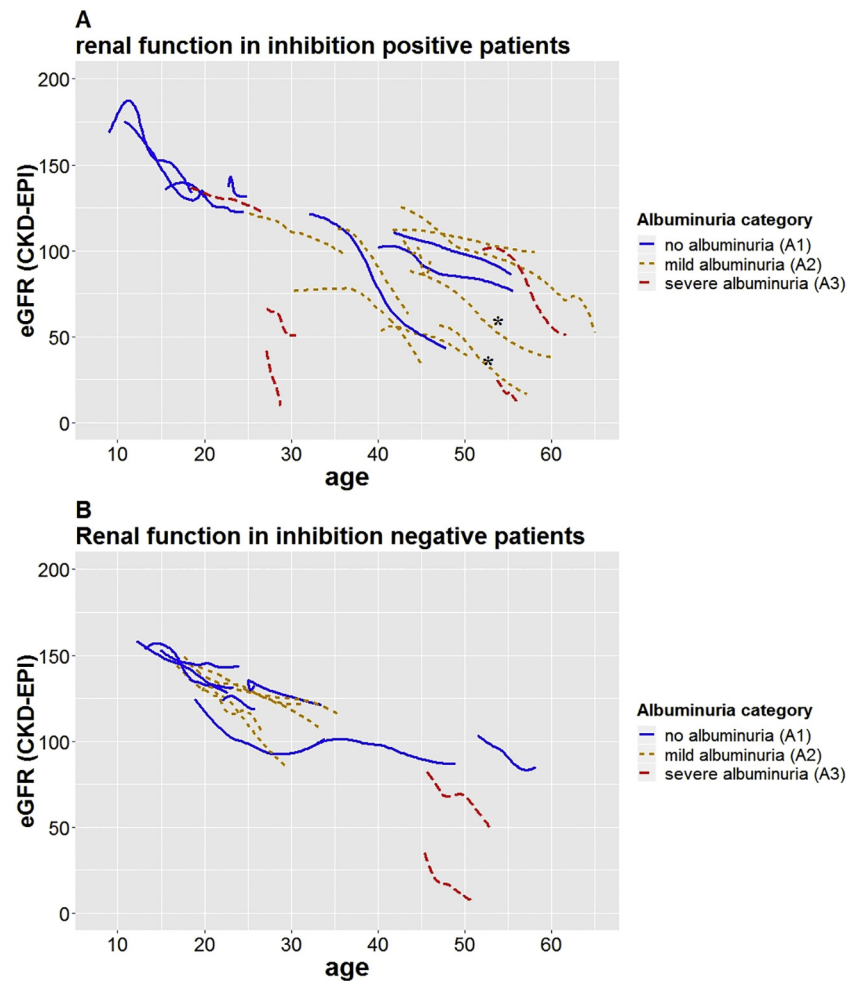 A
renal function in inhibition positive patients
200
150
100
50
0
eGFR (CKD-EPI)
*
*
10 20 30 40 50 60
age
Albuminuria category
no albuminuria (A1)
mild albuminuria (A2)
severe albuminuria (A3)
B
Renal function in inhibition negative patients
200
150
100
50
0
eGFR (CKD-EPI)
10 20 30 40 50 60
age
Albuminuria category
no albuminuria (A1)
mild albuminuria (A2)
severe albuminuria (A3)